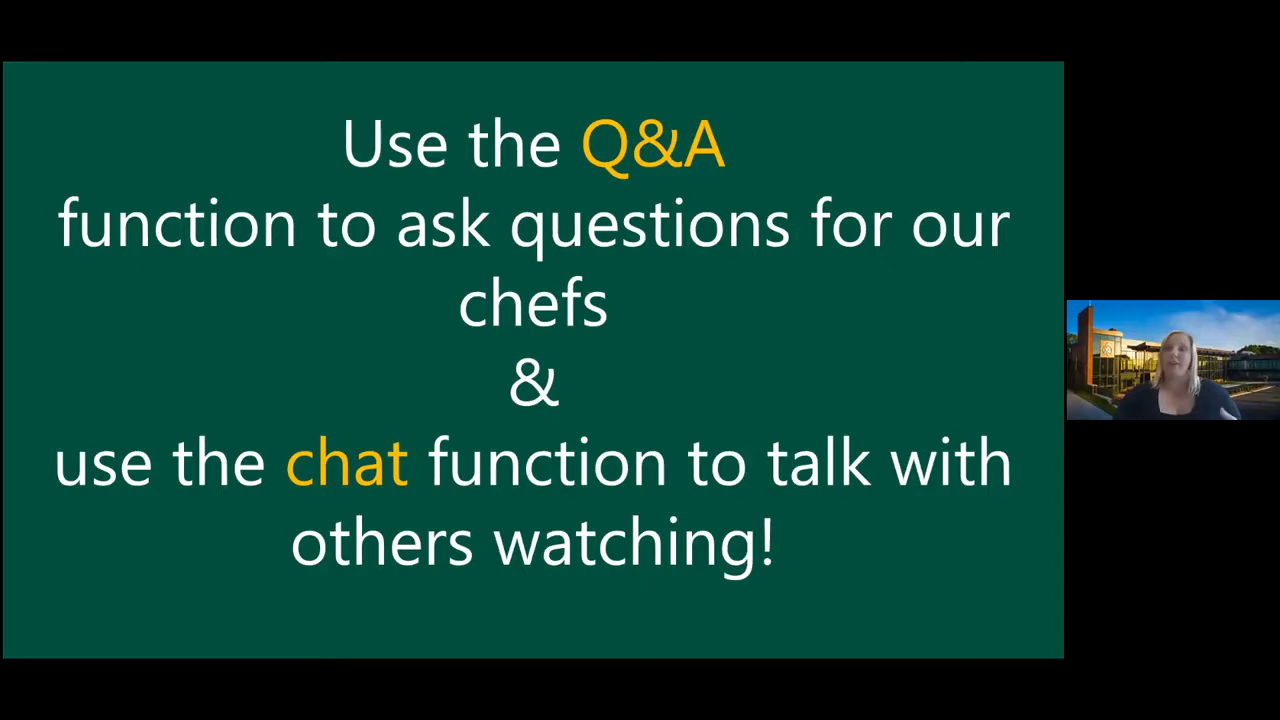 Use the Q&A
function to ask questions for our
chefs
&
use the chat function to talk with
others watching!